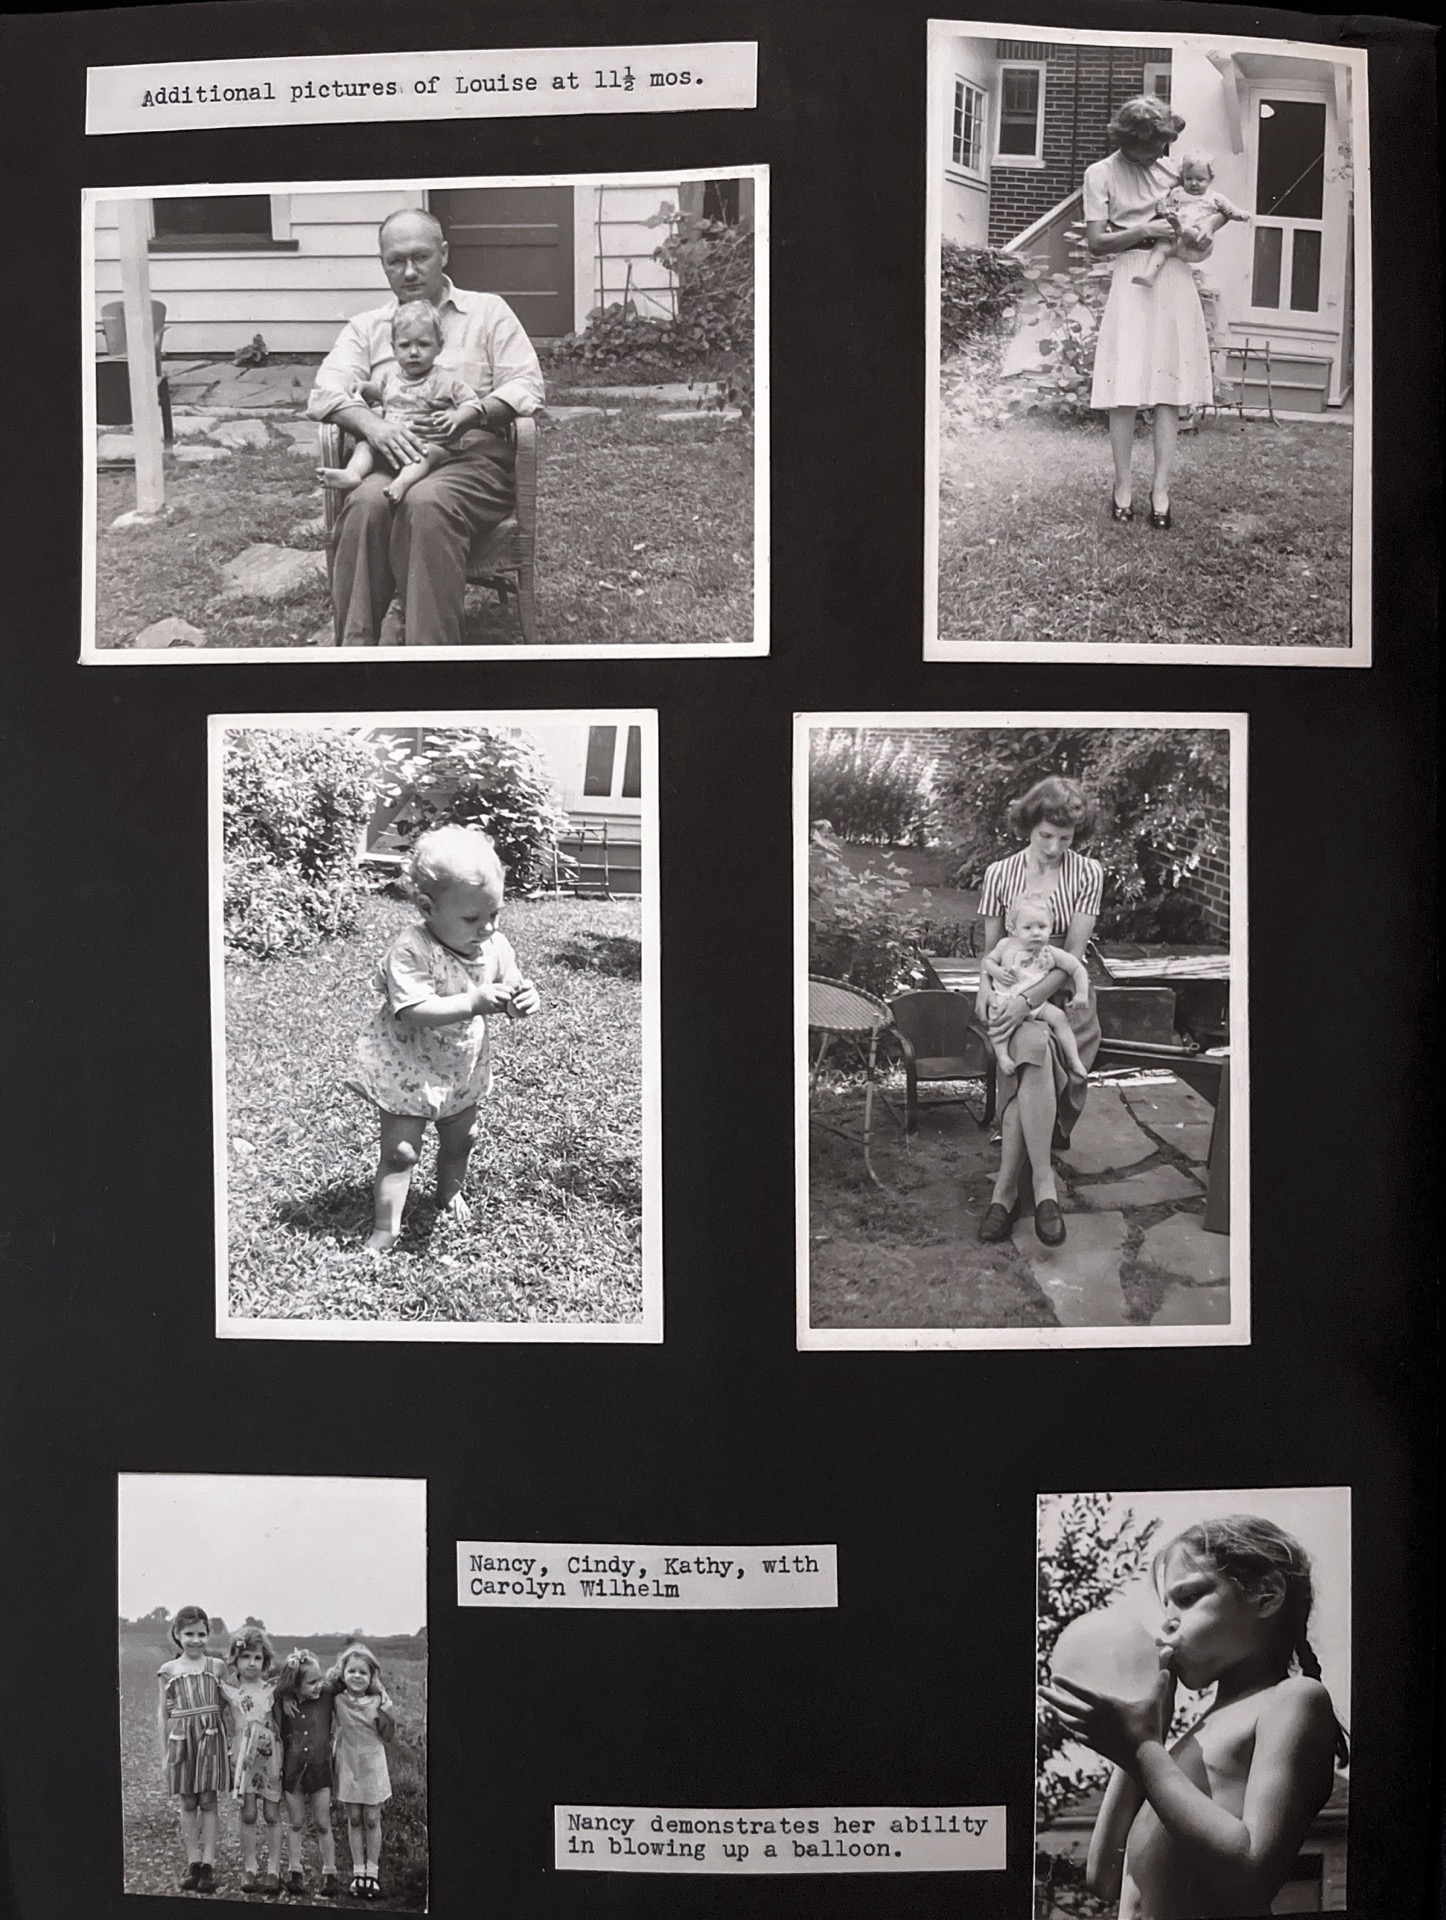 Additional pictures of Louise at 11½ mos.
Nancy, Cindy, Kathy, with
Carolyn Wilhelm
Nancy demonstrates her ability
in blowing up a balloon.